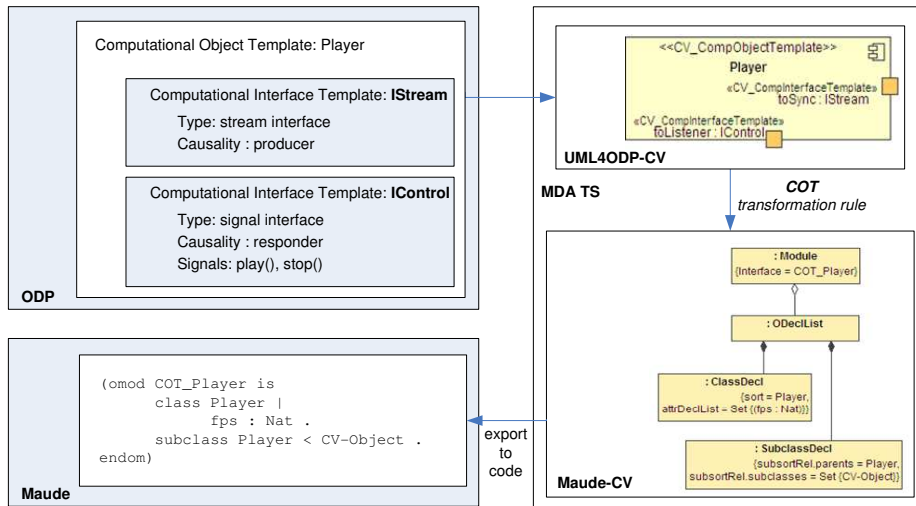 Computational Object Template: Player
Computational Interface Template: IStream
Type: stream interface
Causality : producer
Computational Interface Template: IControl
Type: signal interface
Causality : responder
Signals: play(), stop()
ODP
<<CV_CompObjectTemplate>>
Player
«CV_CompInterfaceTemplate»
toSync : IStream
«CV_CompInterfaceTemplate»
toListener : IControl
UML4ODP-CV
MDA TS
COT
transformation rule
: Module
{Interface = COT_Player}
: ODeclList
: ClassDecl
{sort = Player,
attrDeclList = Set {(fps : Nat)}}
: SubclassDecl
{subsortRel.parents = Player,
subsortRel.subclasses = Set {CV-Object}}
Maude-CV
export
to
code
(omod COT_Player is
class Player |
fps : Nat .
subclass Player < CV-Object .
endom)
Maude